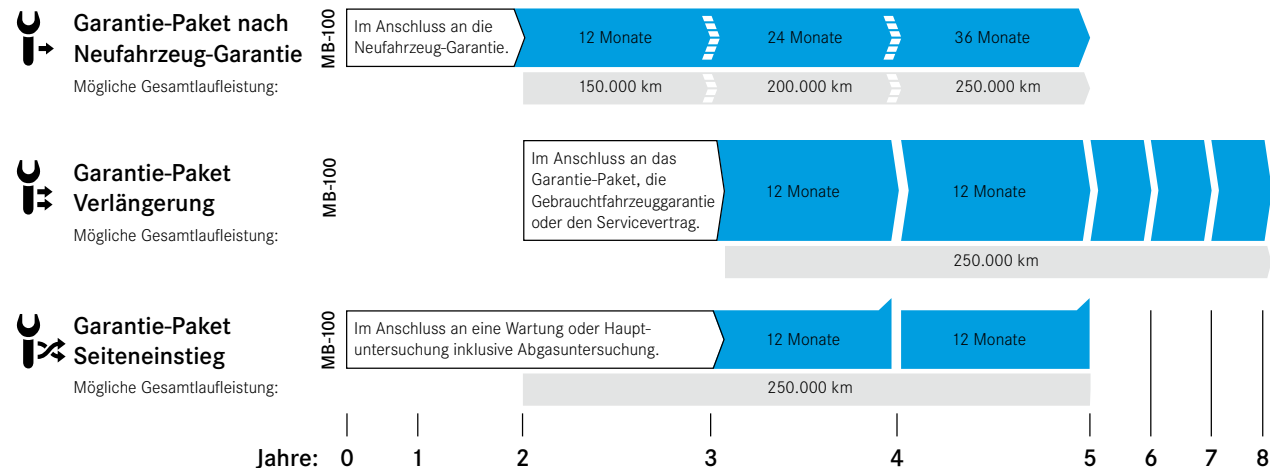 Garantie-Paket nach
Neufahrzeug-Garantie
Mögliche Gesamtlaufleistung:
MB-100
Im Anschluss an die
Neufahrzeug-Garantie.
12 Monate
24 Monate
36 Monate
150.000 km
200.000 km
250.000 km
Garantie-Paket
Verlängerung
Mögliche Gesamtlaufleistung:
MB-100
Im Anschluss an das
Garantie-Paket, die
Gebrauchtfahrzeuggarantie
oder den Servicevertrag.
12 Monate
12 Monate
250.000 km
Garantie-Paket
Seiteneinstieg
Mögliche Gesamtlaufleistung:
MB-100
Im Anschluss an eine Wartung oder Haupt-
untersuchung inklusive Abgasuntersuchung.
12 Monate
12 Monate
250.000 km
Jahre: 0 1 2 3 4 5 6 7 8